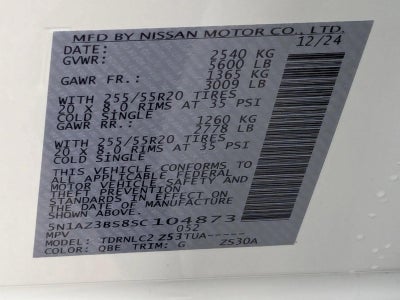 MFD BY NISSAN MOTOR CO., LTD.
DATE: 12/24
GVWR: 2540 KG
5600 LB
GAWR FR.: 1365 KG
3009 LB
WITH 255/55R20 TIRES
20 X 8.0 RIMS AT 35 PSI
COLD SINGLE
GAWR RR.: 1260 KG
2778 LB
WITH 255/55R20 TIRES
20 X 8.0 RIMS AT 35 PSI
COLD SINGLE
THIS VEHICLE CONFORMS TO
ALL APPLICABLE FEDERAL
MOTOR VEHICLE SAFETY AND
THEFT PREVENTION
STANDARDS IN EFFECT ON
THE DATE OF MANUFACTURE
SHOWN ABOVE.
5N1AZ3BS8SC104873
MPV 052
MODEL: TDRNLC2 ZS3TUA-----
COLOR: QBE TRIM: G ZS30A